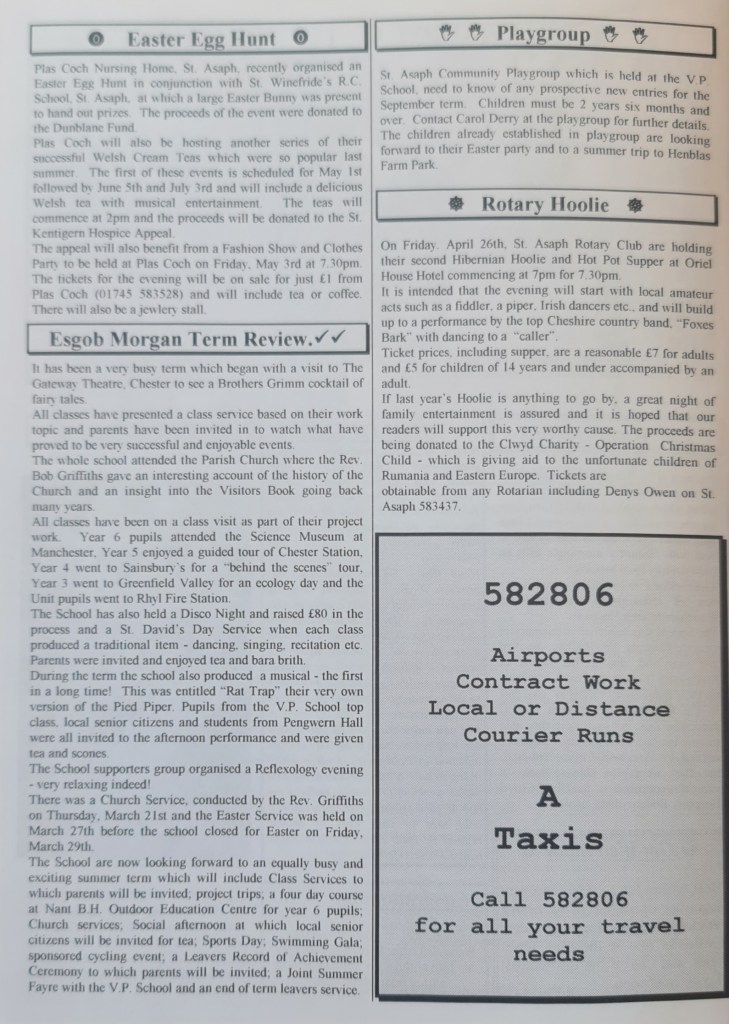 Easter Egg Hunt
Plas Coch Nursing Home, St. Asaph, recently organised an
Easter Egg Hunt in conjunction with St. Winefride's R.C.
School, St. Asaph, at which a large Easter Bunny was present
to hand out prizes. The proceeds of the event were donated to
the Dunblane Fund.
Plas Coch will also be hosting another series of their
successful Welsh Cream Teas which were so popular last
summer. The first of these events is scheduled for May 1st
followed by June 5th and July 3rd and will include a delicious
Welsh tea with musical entertainment. The teas will
commence at 2pm and the proceeds will be donated to the St.
Kentigern Hospice Appeal.
The appeal will also benefit from a Fashion Show and Clothes
Party to be held at Plas Coch on Friday, May 3rd at 7.30pm.
The tickets for the evening will be on sale for just £1 from
Plas Coch (01745 583528) and will include tea or coffee.
There will also be a jewlery stall.
Esgob Morgan Term Review.✓✓
It has been a very busy term which began with a visit to The
Gateway Theatre, Chester to see a Brothers Grimm cocktail of
fairy tales.
All classes have presented a class service based on their work
topic and parents have been invited in to watch what have
proved to be very successful and enjoyable events.
The whole school attended the Parish Church where the Rev.
Bob Griffiths gave an interesting account of the history of the
Church and an insight into the Visitors Book going back
many years.
All classes have been on a class visit as part of their project
work. Year 6 pupils attended the Science Museum at
Manchester, Year 5 enjoyed a guided tour of Chester Station,
Year 4 went to Sainsbury's for a "behind the scenes" tour,
Year 3 went to Greenfield Valley for an ecology day and the
Unit pupils went to Rhyl Fire Station.
The School has also held a Disco Night and raised £80 in the
process and a St. David's Day Service when each class
produced a traditional item - dancing, singing, recitation etc.
Parents were invited and enjoyed tea and bara brith.
During the term the school also produced a musical - the first
in a long time! This was entitled "Rat Trap" their very own
version of the Pied Piper. Pupils from the V.P. School top
class, local senior citizens and students from Pengwern Hall
were all invited to the afternoon performance and were given
tea and scones.
The School supporters group organised a Reflexology evening
- very relaxing indeed!
There was a Church Service, conducted by the Rev. Griffiths
on Thursday, March 21st and the Easter Service was held on
March 27th before the school closed for Easter on Friday,
March 29th.
The School are now looking forward to an equally busy and
exciting summer term which will include Class Services to
which parents will be invited; project trips; a four day course
at Nant B.H. Outdoor Education Centre for year 6 pupils;
Church services; Social afternoon at which local senior
citizens will be invited for tea; Sports Day; Swimming Gala;
sponsored cycling event; a Leavers Record of Achievement
Ceremony to which parents will be invited; a Joint Summer
Fayre with the V.P. School and an end of term leavers service.
Playgroup
St Asaph Community Playgroup which is held at the V.P.
School, need to know of any prospective new entries for the
September term. Children must be 2 years six months and
over. Contact Carol Derry at the playgroup for further details.
The children already established in playgroup are looking
forward to their Easter party and to a summer trip to Henblas
Farm Park.
Rotary Hoolie
On Friday, April 26th, St. Asaph Rotary Club are holding
their second Hibernian Hoolie and Hot Pot Supper at Oriel
House Hotel commencing at 7pm for 7.30pm.
It is intended that the evening will start with local amateur
acts such as a fiddler, a piper, Irish dancers etc., and will build
up to a performance by the top Cheshire country band, "Foxes
Bark" with dancing to a "caller".
Ticket prices, including supper, are a reasonable £7 for adults
and £5 for children of 14 years and under accompanied by an
adult.
If last year's Hoolie is anything to go by, a great night of
family entertainment is assured and it is hoped that our
readers will support this very worthy cause. The proceeds are
being donated to the Clwyd Charity - Operation Christmas
Child - which is giving aid to the unfortunate children of
Rumania and Eastern Europe. Tickets are
obtainable from any Rotarian including Denys Owen on St.
Asaph 583437.
582806
Airports
Contract Work
Local or Distance
Courier Runs
A
Taxis
Call 582806
for all your travel
needs